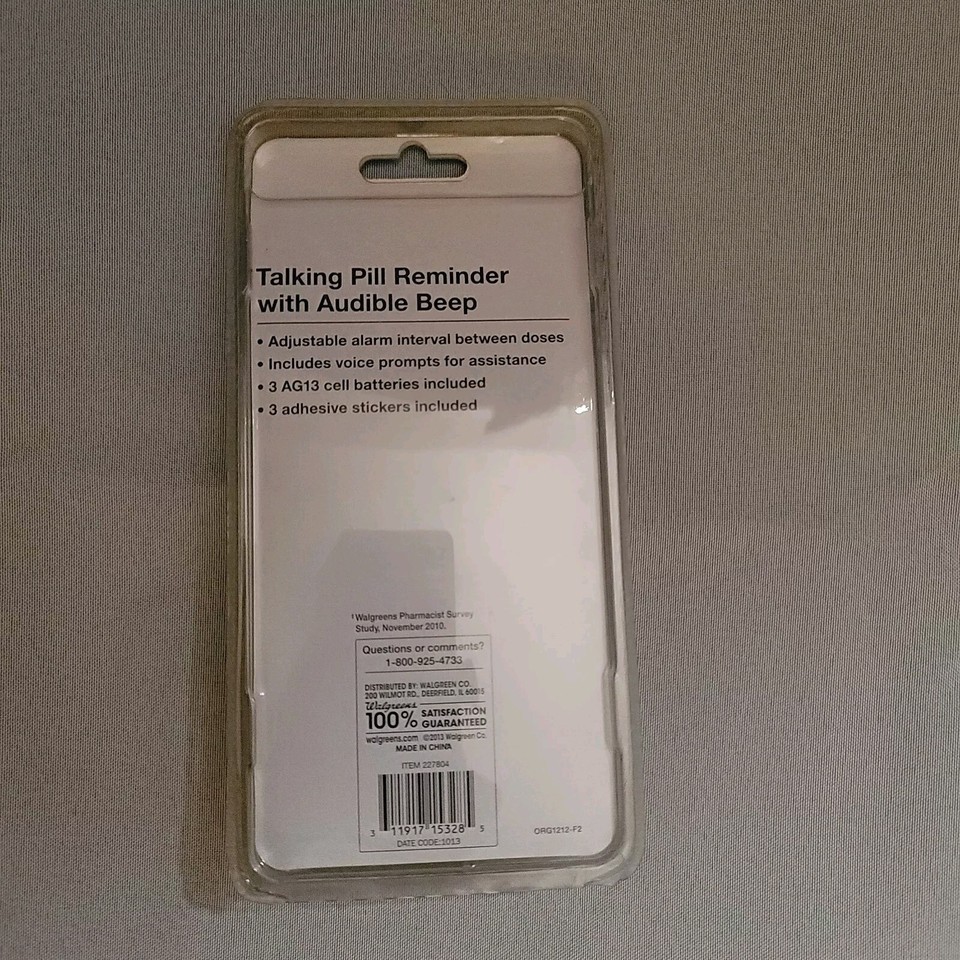 Talking Pill Reminder
with Audible Beep
• Adjustable alarm interval between doses
• Includes voice prompts for assistance
• 3 AG13 cell batteries included
• 3 adhesive stickers included
¹Walgreens Pharmacist Survey
Study, November 2010.
Questions or comments?
1-800-925-4733
DISTRIBUTED BY: WALGREEN CO.
200 WILMOT RD., DEERFIELD, IL 60015
Walgreens
100% SATISFACTION
GUARANTEED
walgreens.com ©2013 Walgreen Co.
MADE IN CHINA
ITEM 227804
3 11917 15328 5
DATE CODE:1013
ORG1212-F2